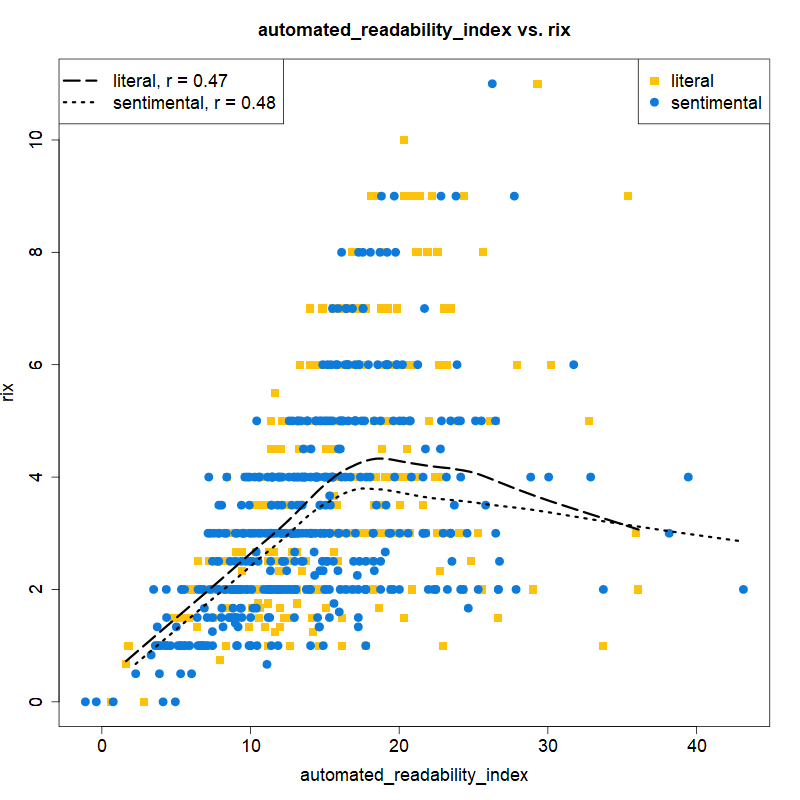 automated_readability_index vs. rix
literal, r = 0.47
sentimental, r = 0.48
literal
sentimental
10
8
6
4
2
0
rix
0 10 20 30 40
automated_readability_index